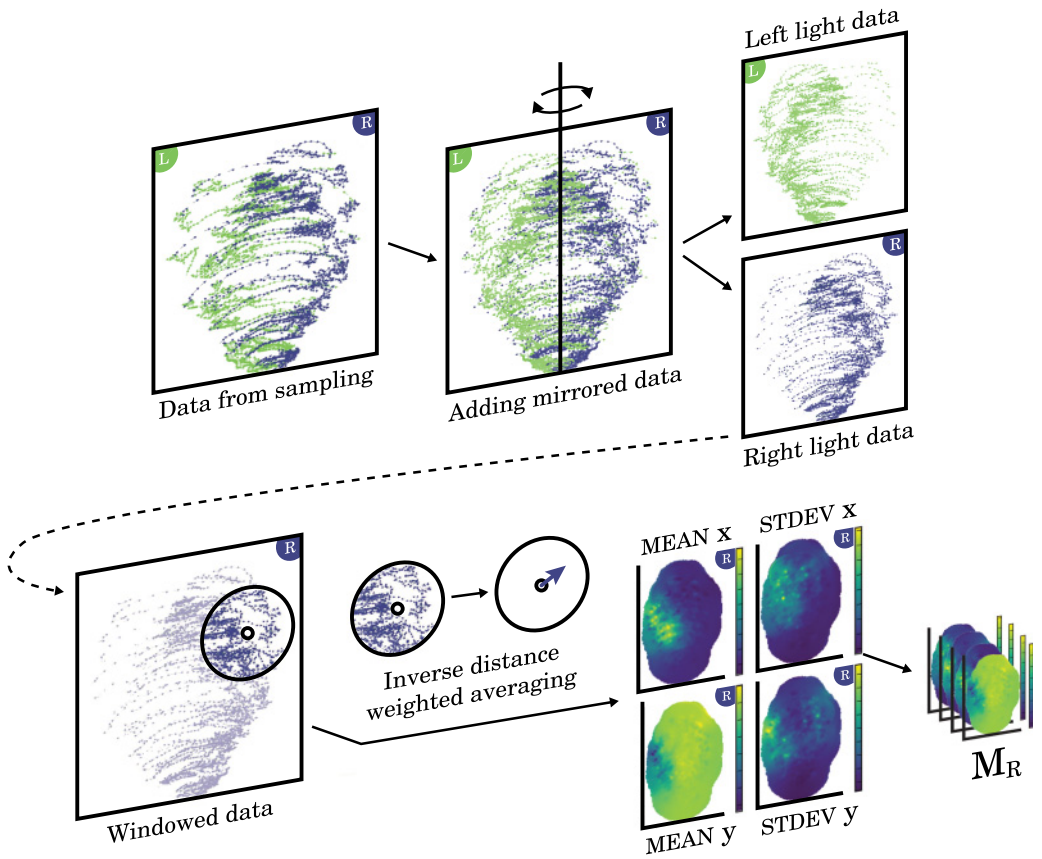 Left light data
L
L
R
L
R
R
Data from sampling
Adding mirrored data
Right light data
R
Inverse distance
weighted averaging
Windowed data
MEAN x
STDEV x
R
R
R
R
MEAN y
STDEV y
MR